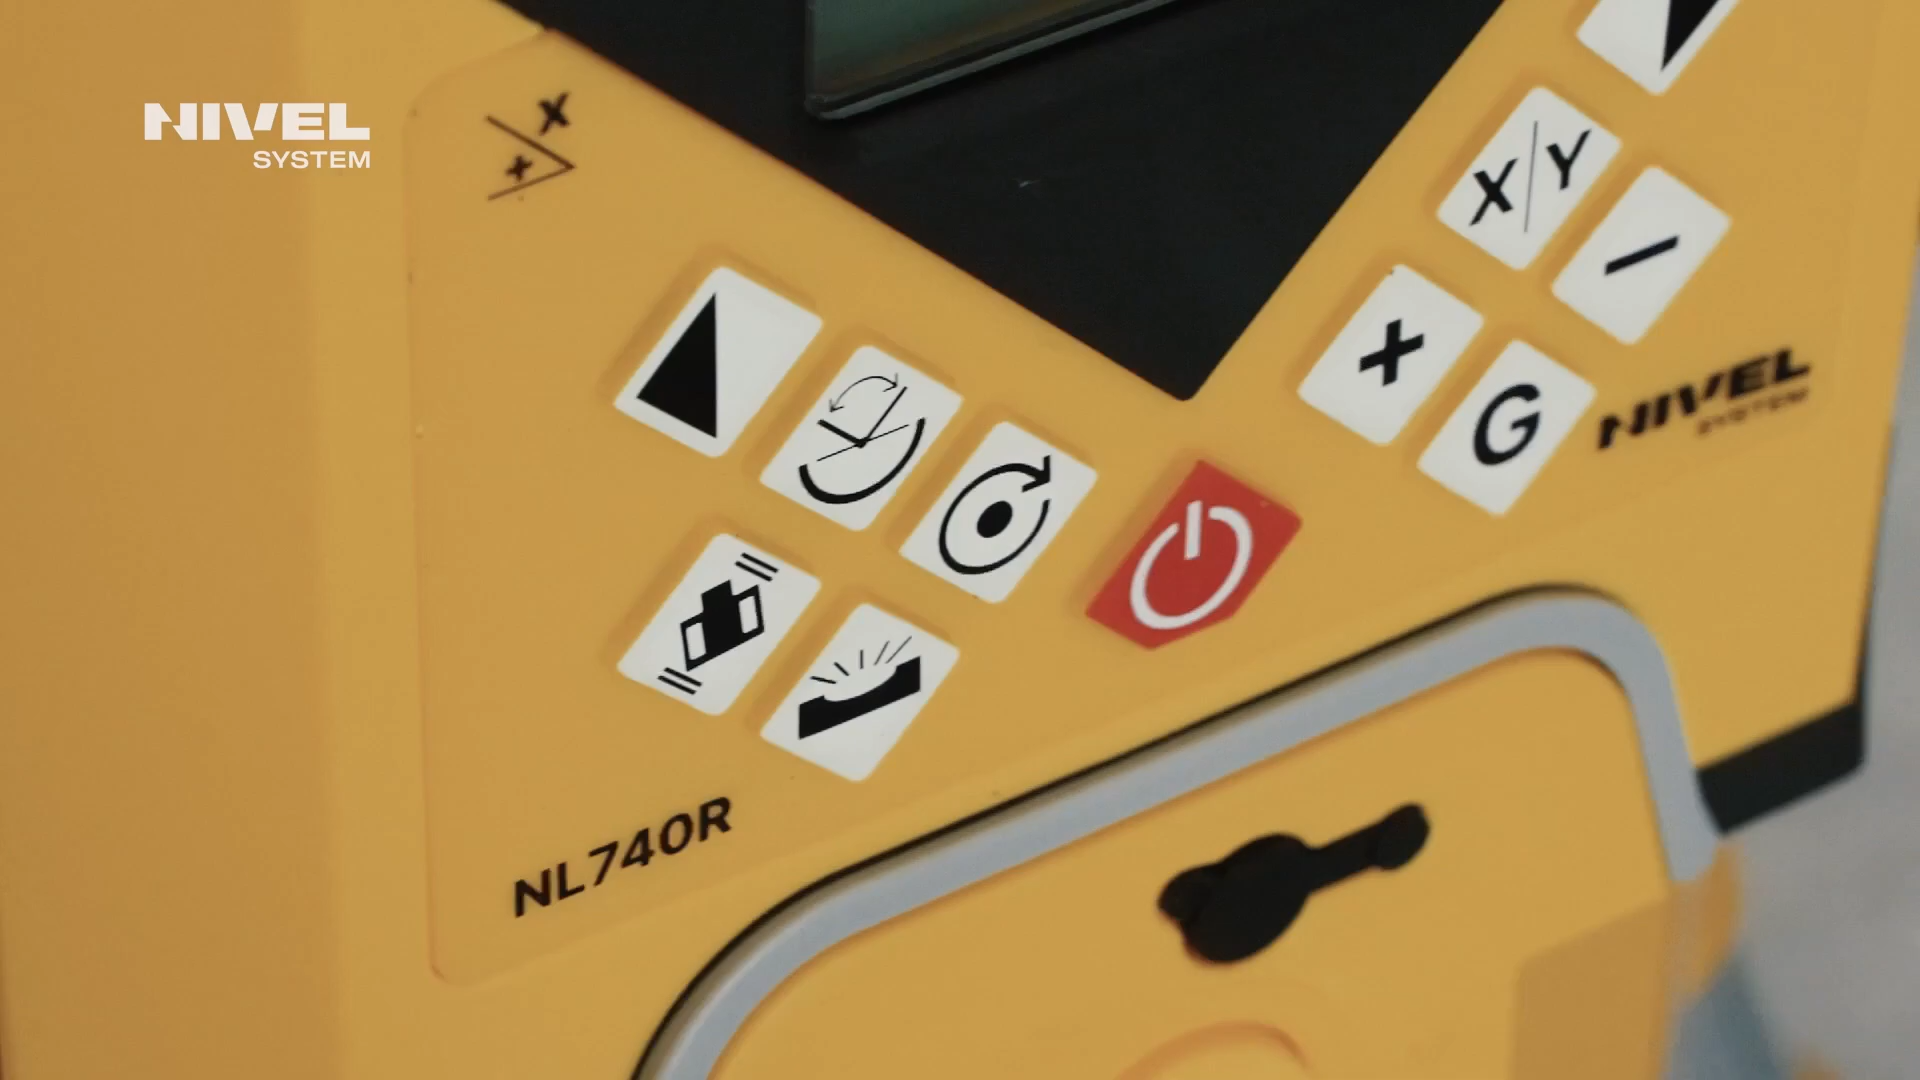 NIVEL
SYSTEM
X
+
X/Y
–
+
G
NIVEL
SYSTEM
NL740R